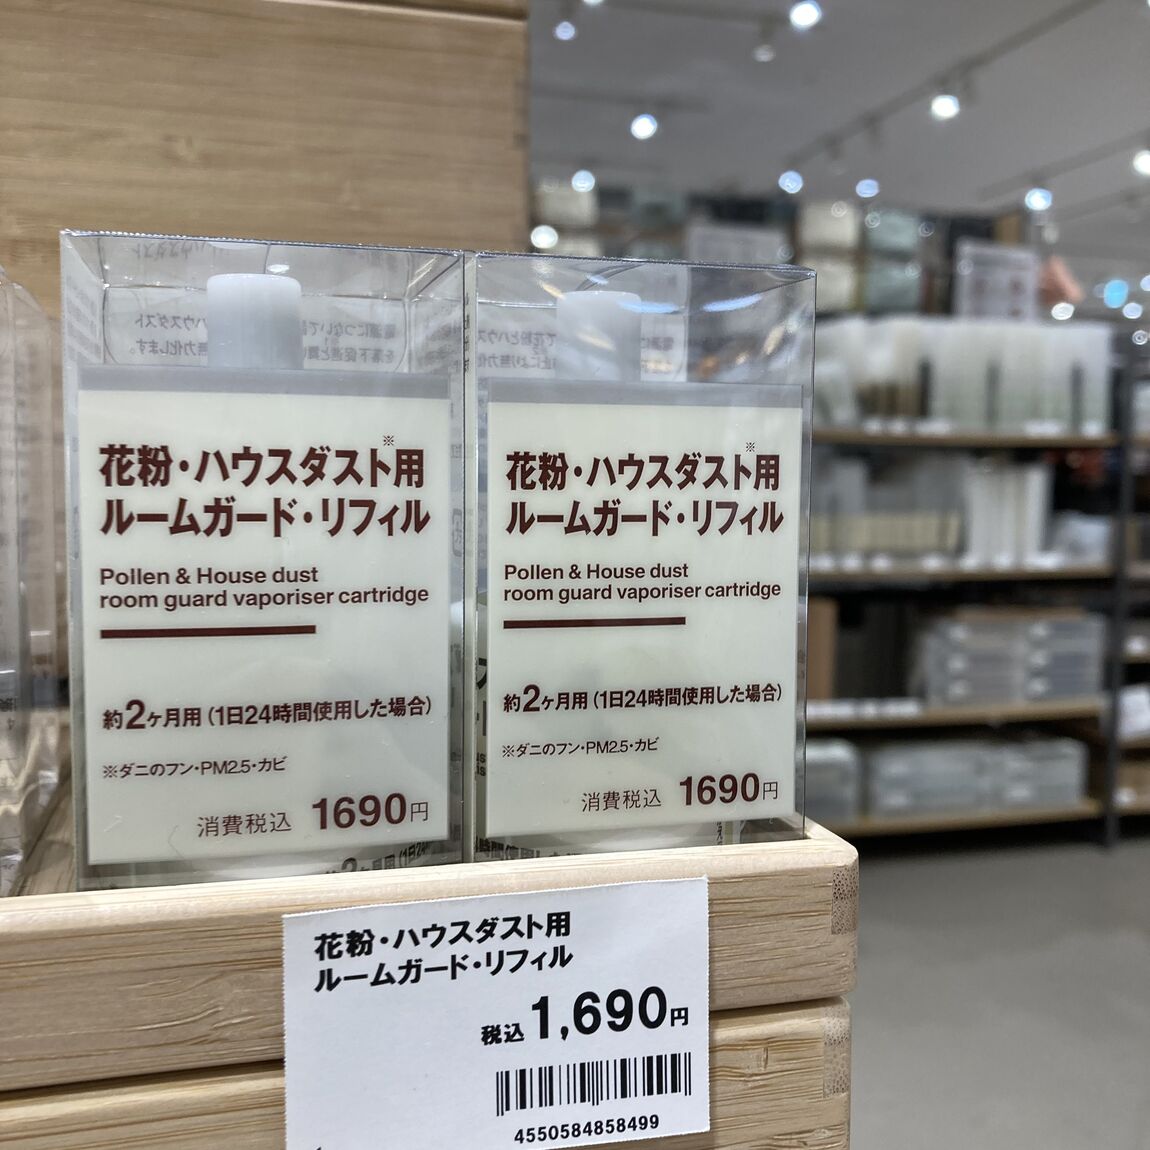 花粉・ハウスダスト※用
ルームガード・リフィル
Pollen & House dust
room guard vaporiser cartridge
約2ヶ月用(1日24時間使用した場合)
※ダニのフン・PM2.5・カビ
消費税込 1690円
花粉・ハウスダスト※用
ルームガード・リフィル
Pollen & House dust
room guard vaporiser cartridge
約2ヶ月用(1日24時間使用した場合)
※ダニのフン・PM2.5・カビ
消費税込 1690円
花粉・ハウスダスト用
ルームガード・リフィル
税込1,690円
4550584858499